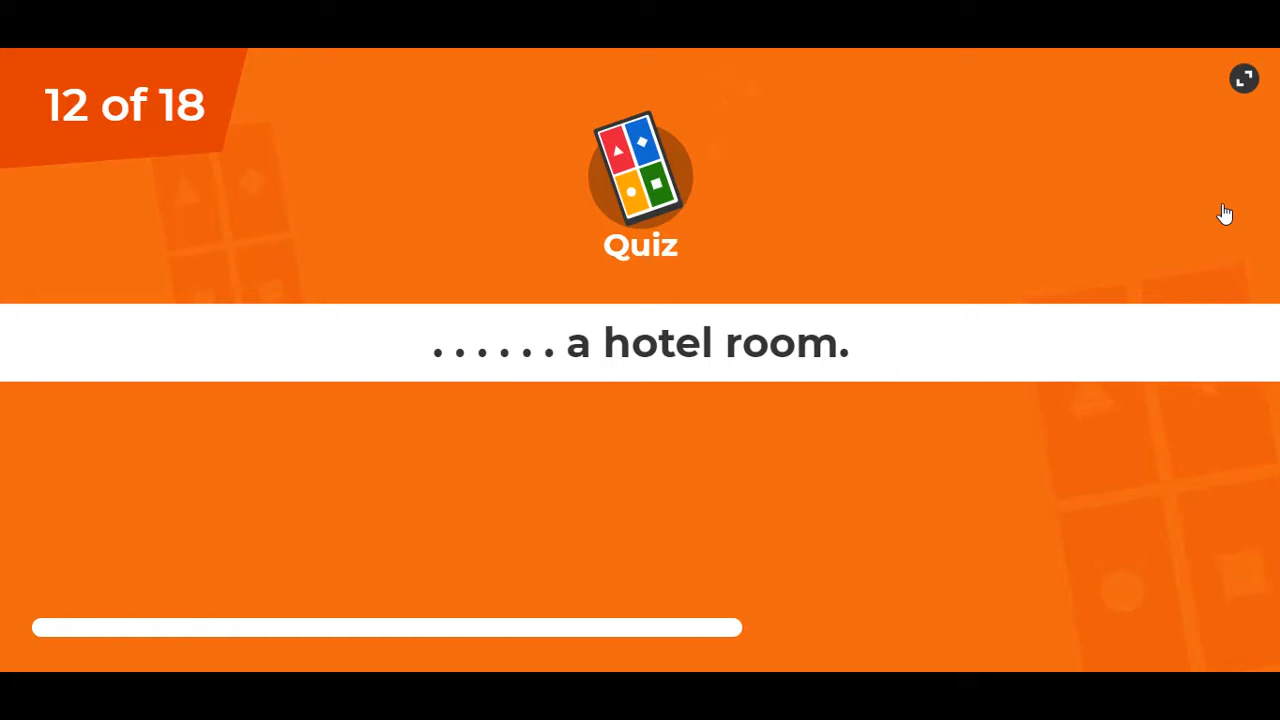 12 of 18
Quiz
. . . . . . a hotel room.